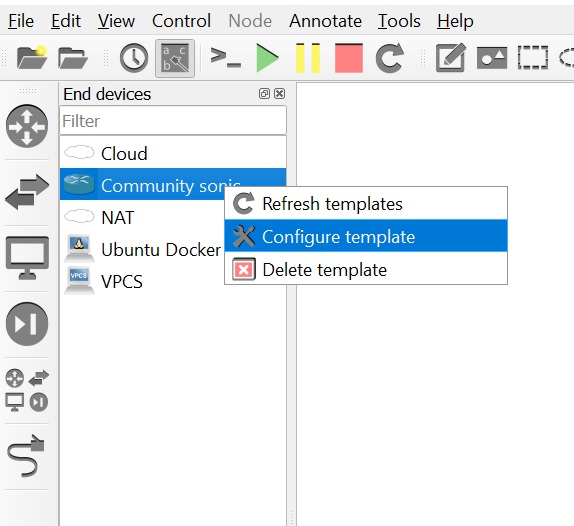 File Edit View Control Node Annotate Tools Help
End devices
Filter
Cloud
Community sonic
Refresh templates
NAT
Configure template
Ubuntu Docker
Delete template
VPCS